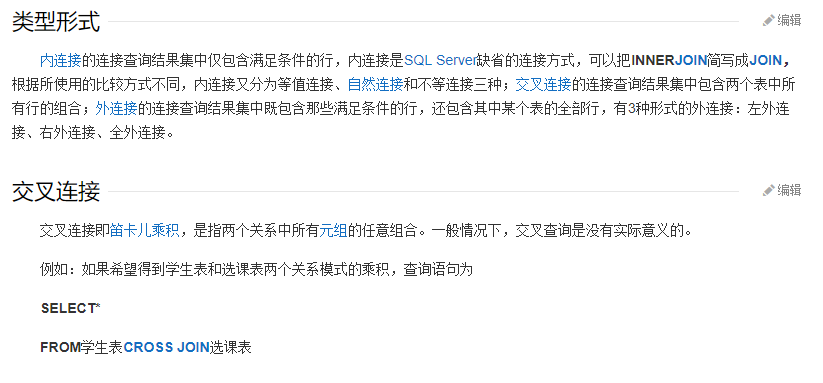 类型形式
编辑
内连接的连接查询结果集中仅包含满足条件的行，内连接是SQL Server缺省的连接方式，可以把INNERJOIN简写成JOIN，
根据所使用的比较方式不同，内连接又分为等值连接、自然连接和不等连接三种；交叉连接的连接查询结果集中包含两个表中所
有行的组合；外连接的连接查询结果集中既包含那些满足条件的行，还包含其中某个表的全部行，有3种形式的外连接：左外连
接、右外连接、全外连接。
交叉连接
编辑
交叉连接即笛卡儿乘积，是指两个关系中所有元组的任意组合。一般情况下，交叉查询是没有实际意义的。
例如：如果希望得到学生表和选课表两个关系模式的乘积，查询语句为
SELECT*
FROM学生表CROSS JOIN选课表